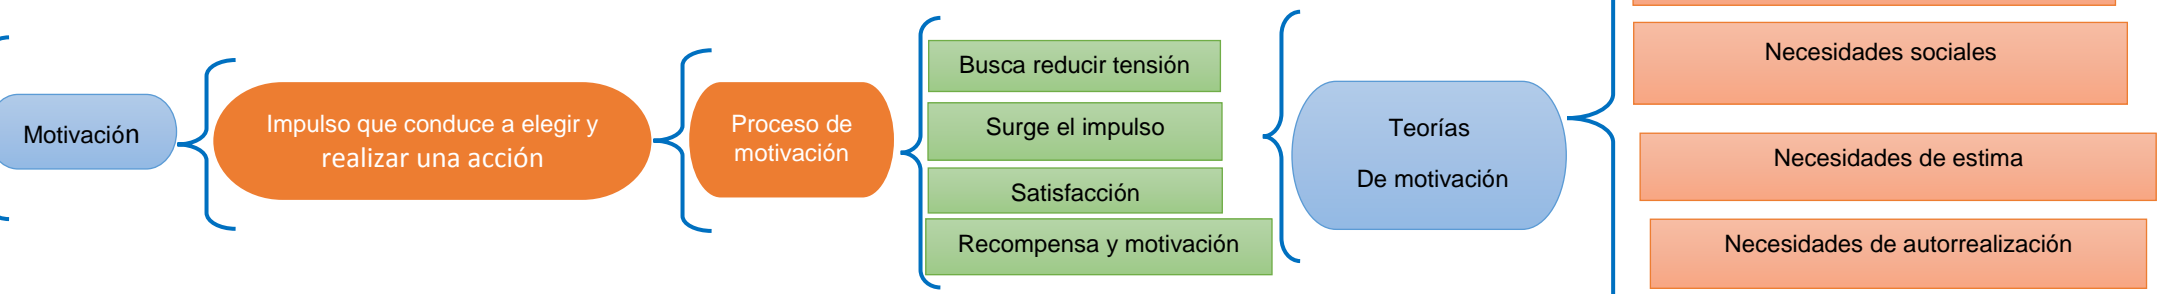 Motivación
Impulso que conduce a elegir y
realizar una acción
Proceso de
motivación
Busca reducir tensión
Surge el impulso
Satisfacción
Recompensa y motivación
Teorías
De motivación
Necesidades sociales
Necesidades de estima
Necesidades de autorrealización